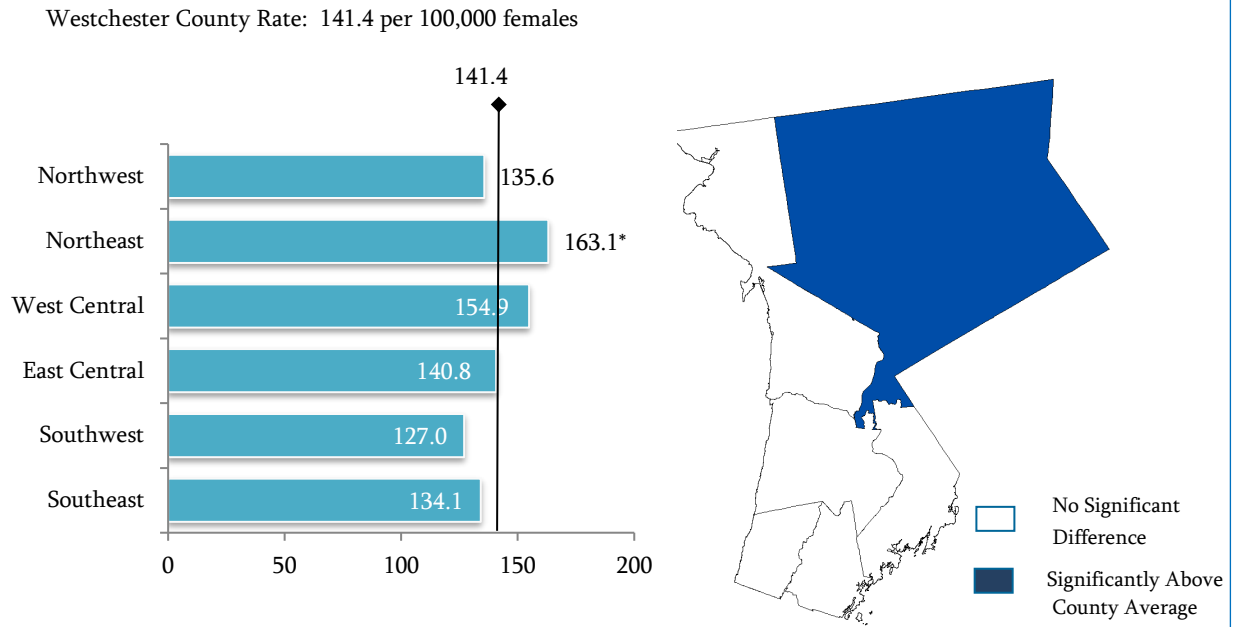 Westchester County Rate:  141.4 per 100,000 females
141.4
Northwest 135.6
Northeast 163.1*
West Central 154.9
East Central 140.8
Southwest 127.0
Southeast 134.1
0 50 100 150 200
No Significant
Difference
Significantly Above
County Average